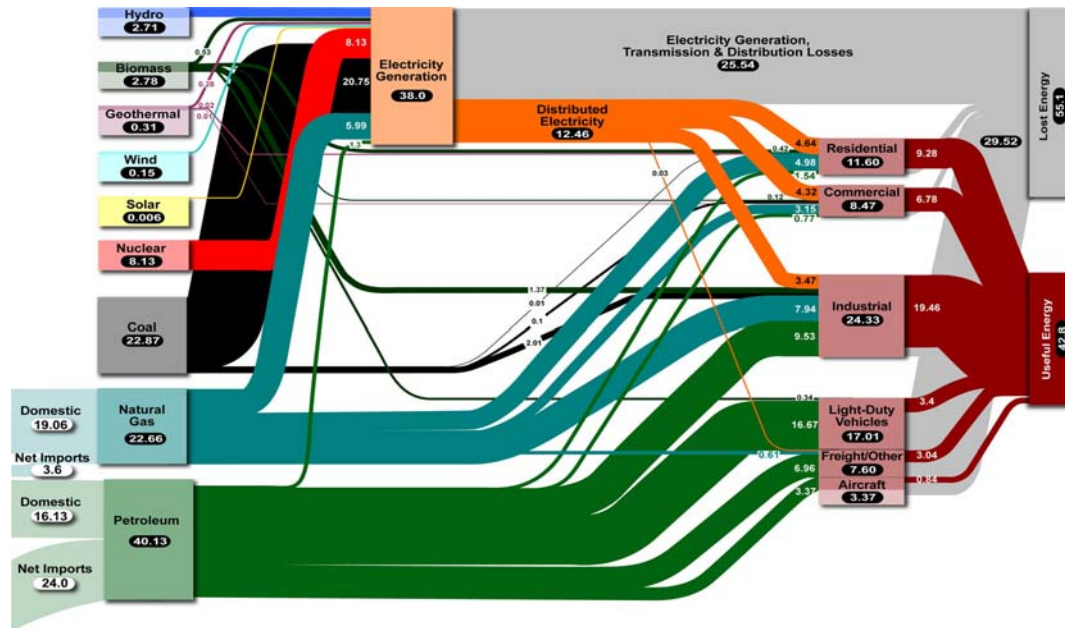 Hydro
2.71
Biomass
2.78
Geothermal
0.31
Wind
0.15
Solar
0.006
Nuclear
8.13
Coal
22.87
Domestic
19.06
Net Imports
3.6
Natural
Gas
22.66
Domestic
16.13
Net Imports
24.0
Petroleum
40.13
0.53
0.28
0.02
0.01
8.13
20.75
5.99
1.3
Electricity
Generation
38.0
Electricity Generation,
Transmission & Distribution Losses
25.54
Distributed
Electricity
12.46
0.42
0.03
0.12
1.37
0.01
0.1
2.01
0.34
0.61
4.64
4.98
1.54
4.32
3.15
0.77
3.47
7.94
9.53
16.67
6.96
3.37
Residential
11.60
Commercial
8.47
Industrial
24.33
Light-Duty
Vehicles
17.01
Freight/Other
7.60
Aircraft
3.37
9.28
6.78
19.46
3.4
3.04
0.84
29.52
Lost Energy
55.1
Useful Energy
42.8